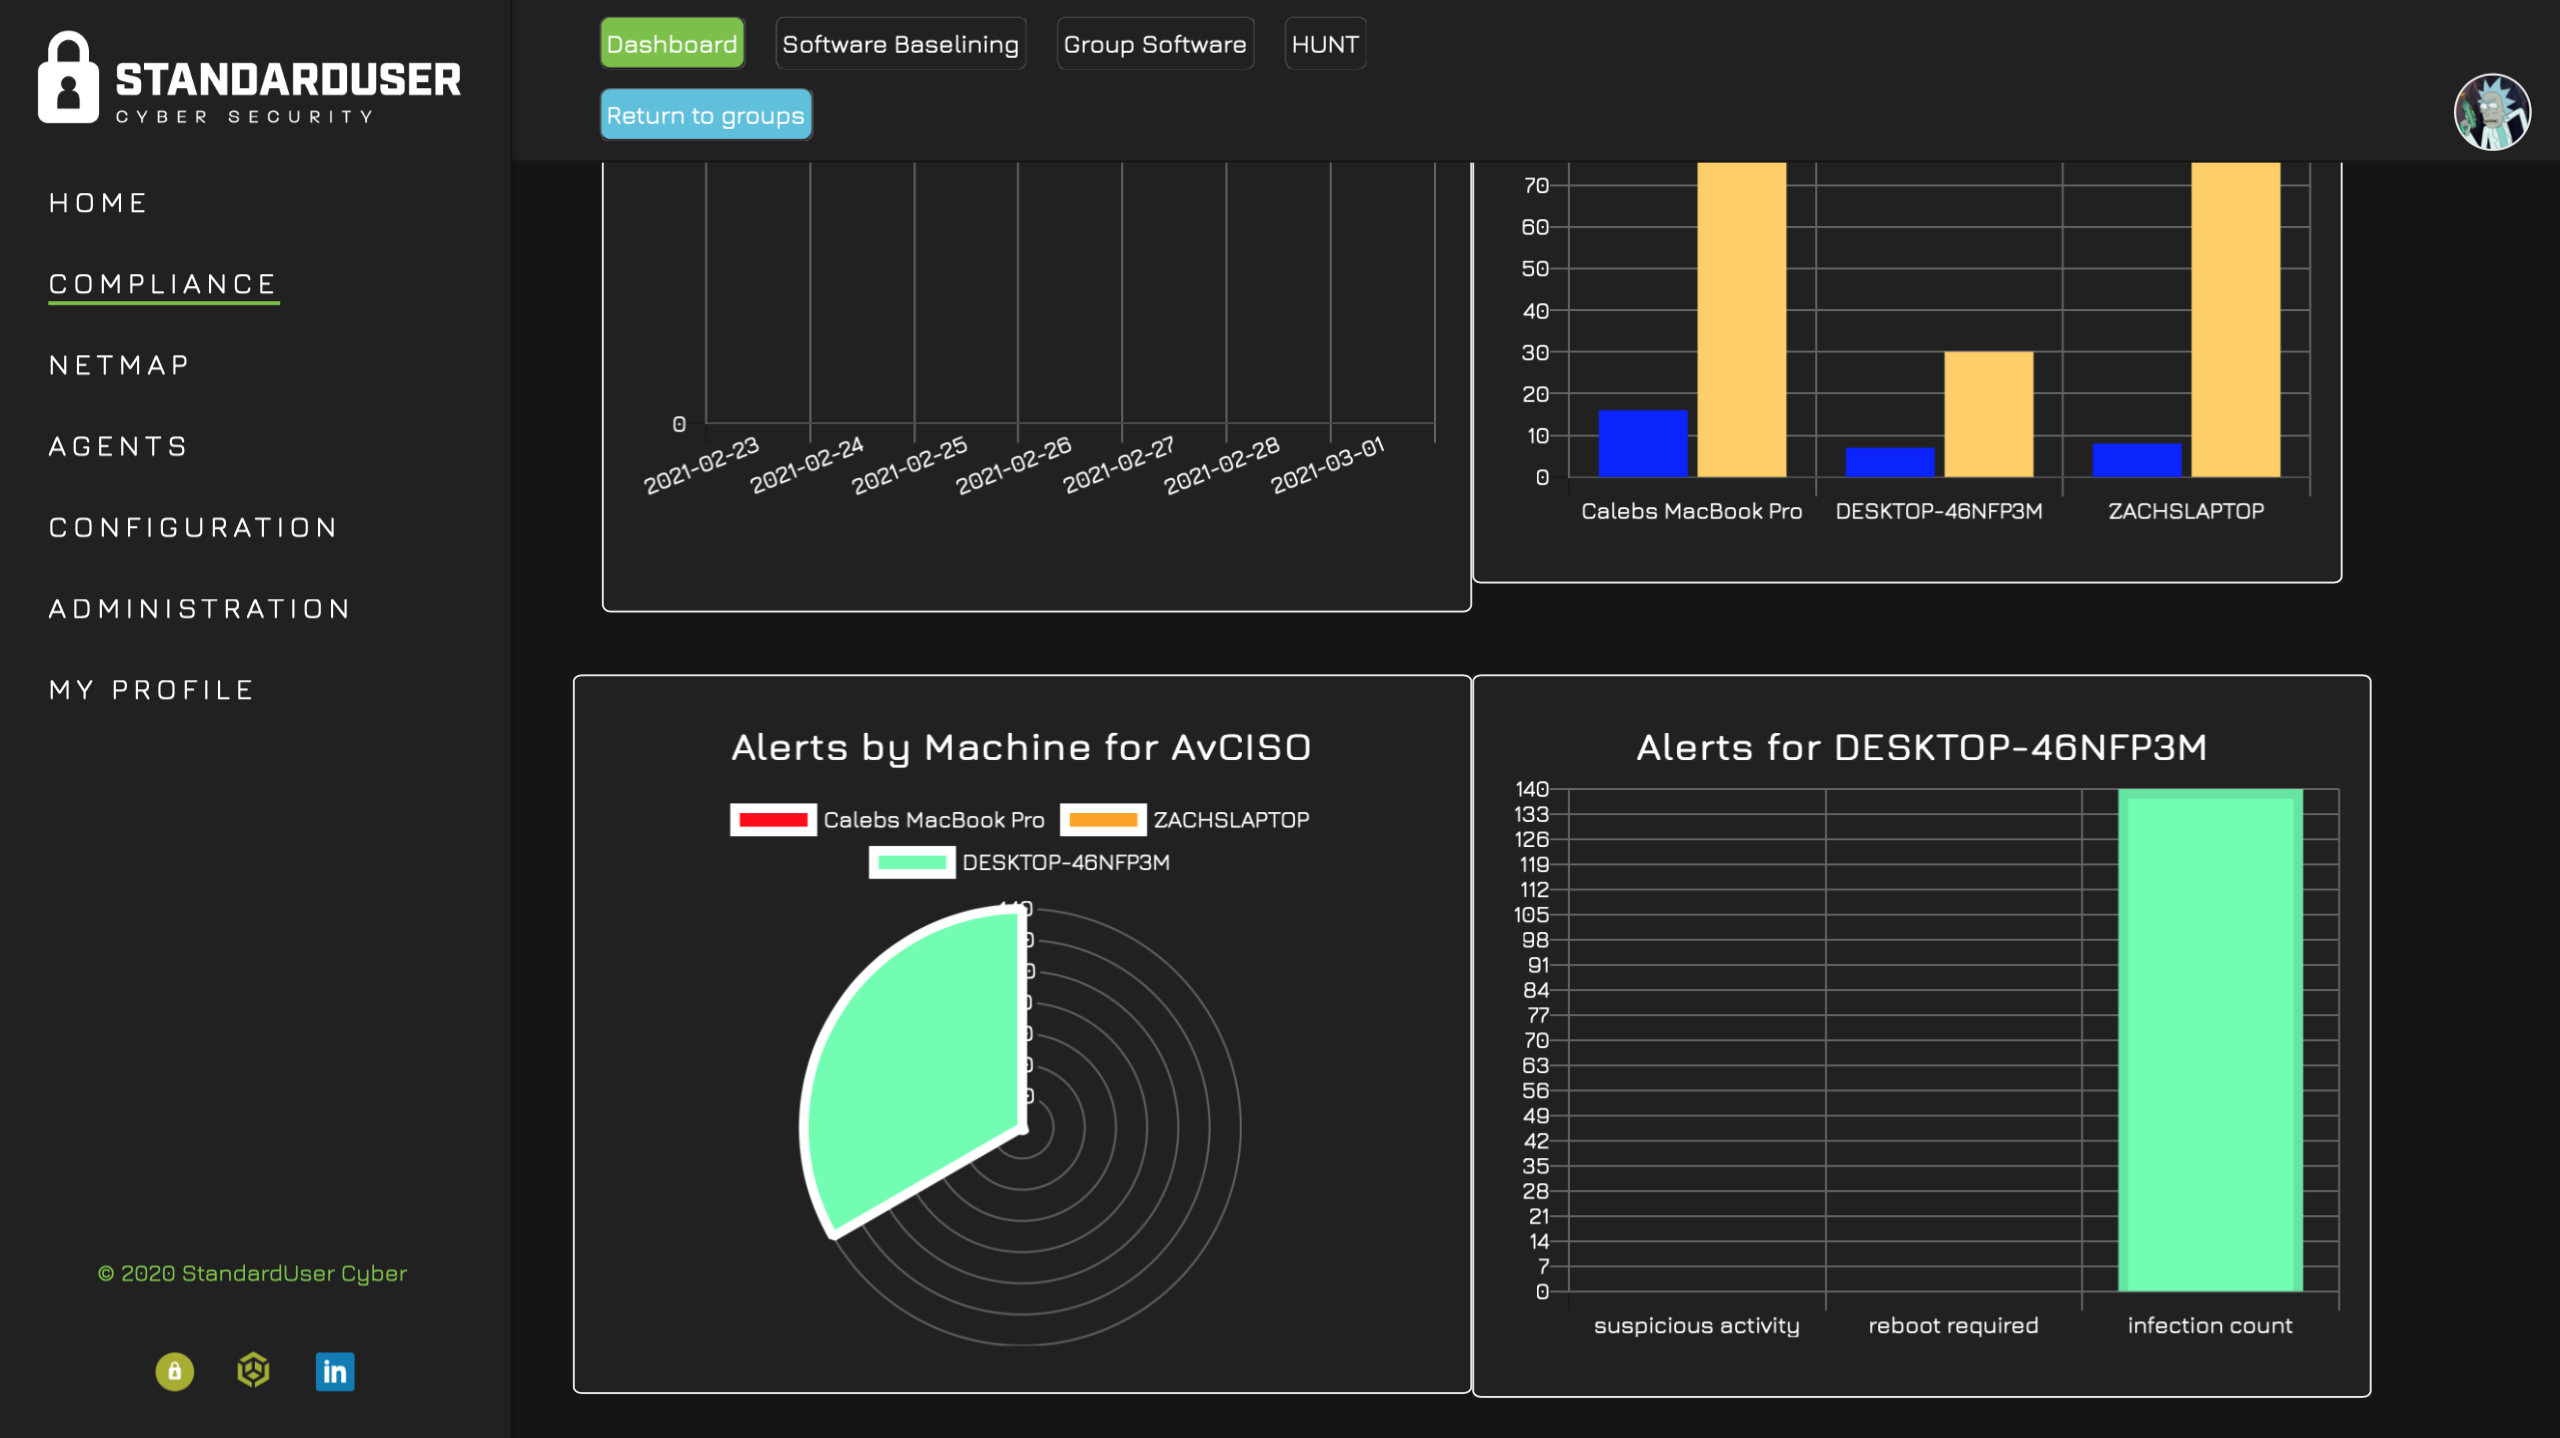 STANDARDUSER
CYBER SECURITY
HOME
COMPLIANCE
NETMAP
AGENTS
CONFIGURATION
ADMINISTRATION
MY PROFILE
© 2020 StandardUser Cyber
in
Dashboard Software Baselining Group Software HUNT
Return to groups
0
2021-02-23 2021-02-24 2021-02-25 2021-02-26 2021-02-27 2021-02-28 2021-03-01
70
60
50
40
30
20
10
0
Calebs MacBook Pro DESKTOP-46NFP3M ZACHSLAPTOP
Alerts by Machine for AvCISO
Calebs MacBook Pro ZACHSLAPTOP
DESKTOP-46NFP3M
Alerts for DESKTOP-46NFP3M
140
133
126
119
112
105
98
91
84
77
70
63
56
49
42
35
28
21
14
7
0
suspicious activity reboot required infection count